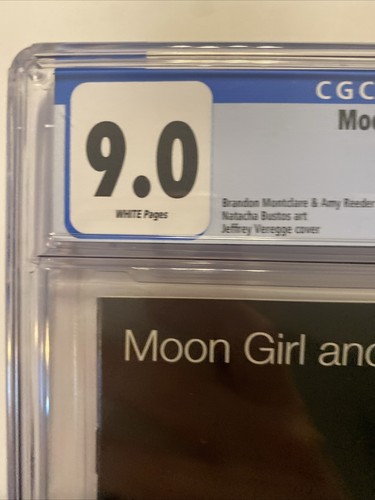 CGC
Moo
9.0
WHITE Pages
Brandon Montclare & Amy Reeder
Natacha Bustos art
Jeffrey Veregge cover
Moon Girl and